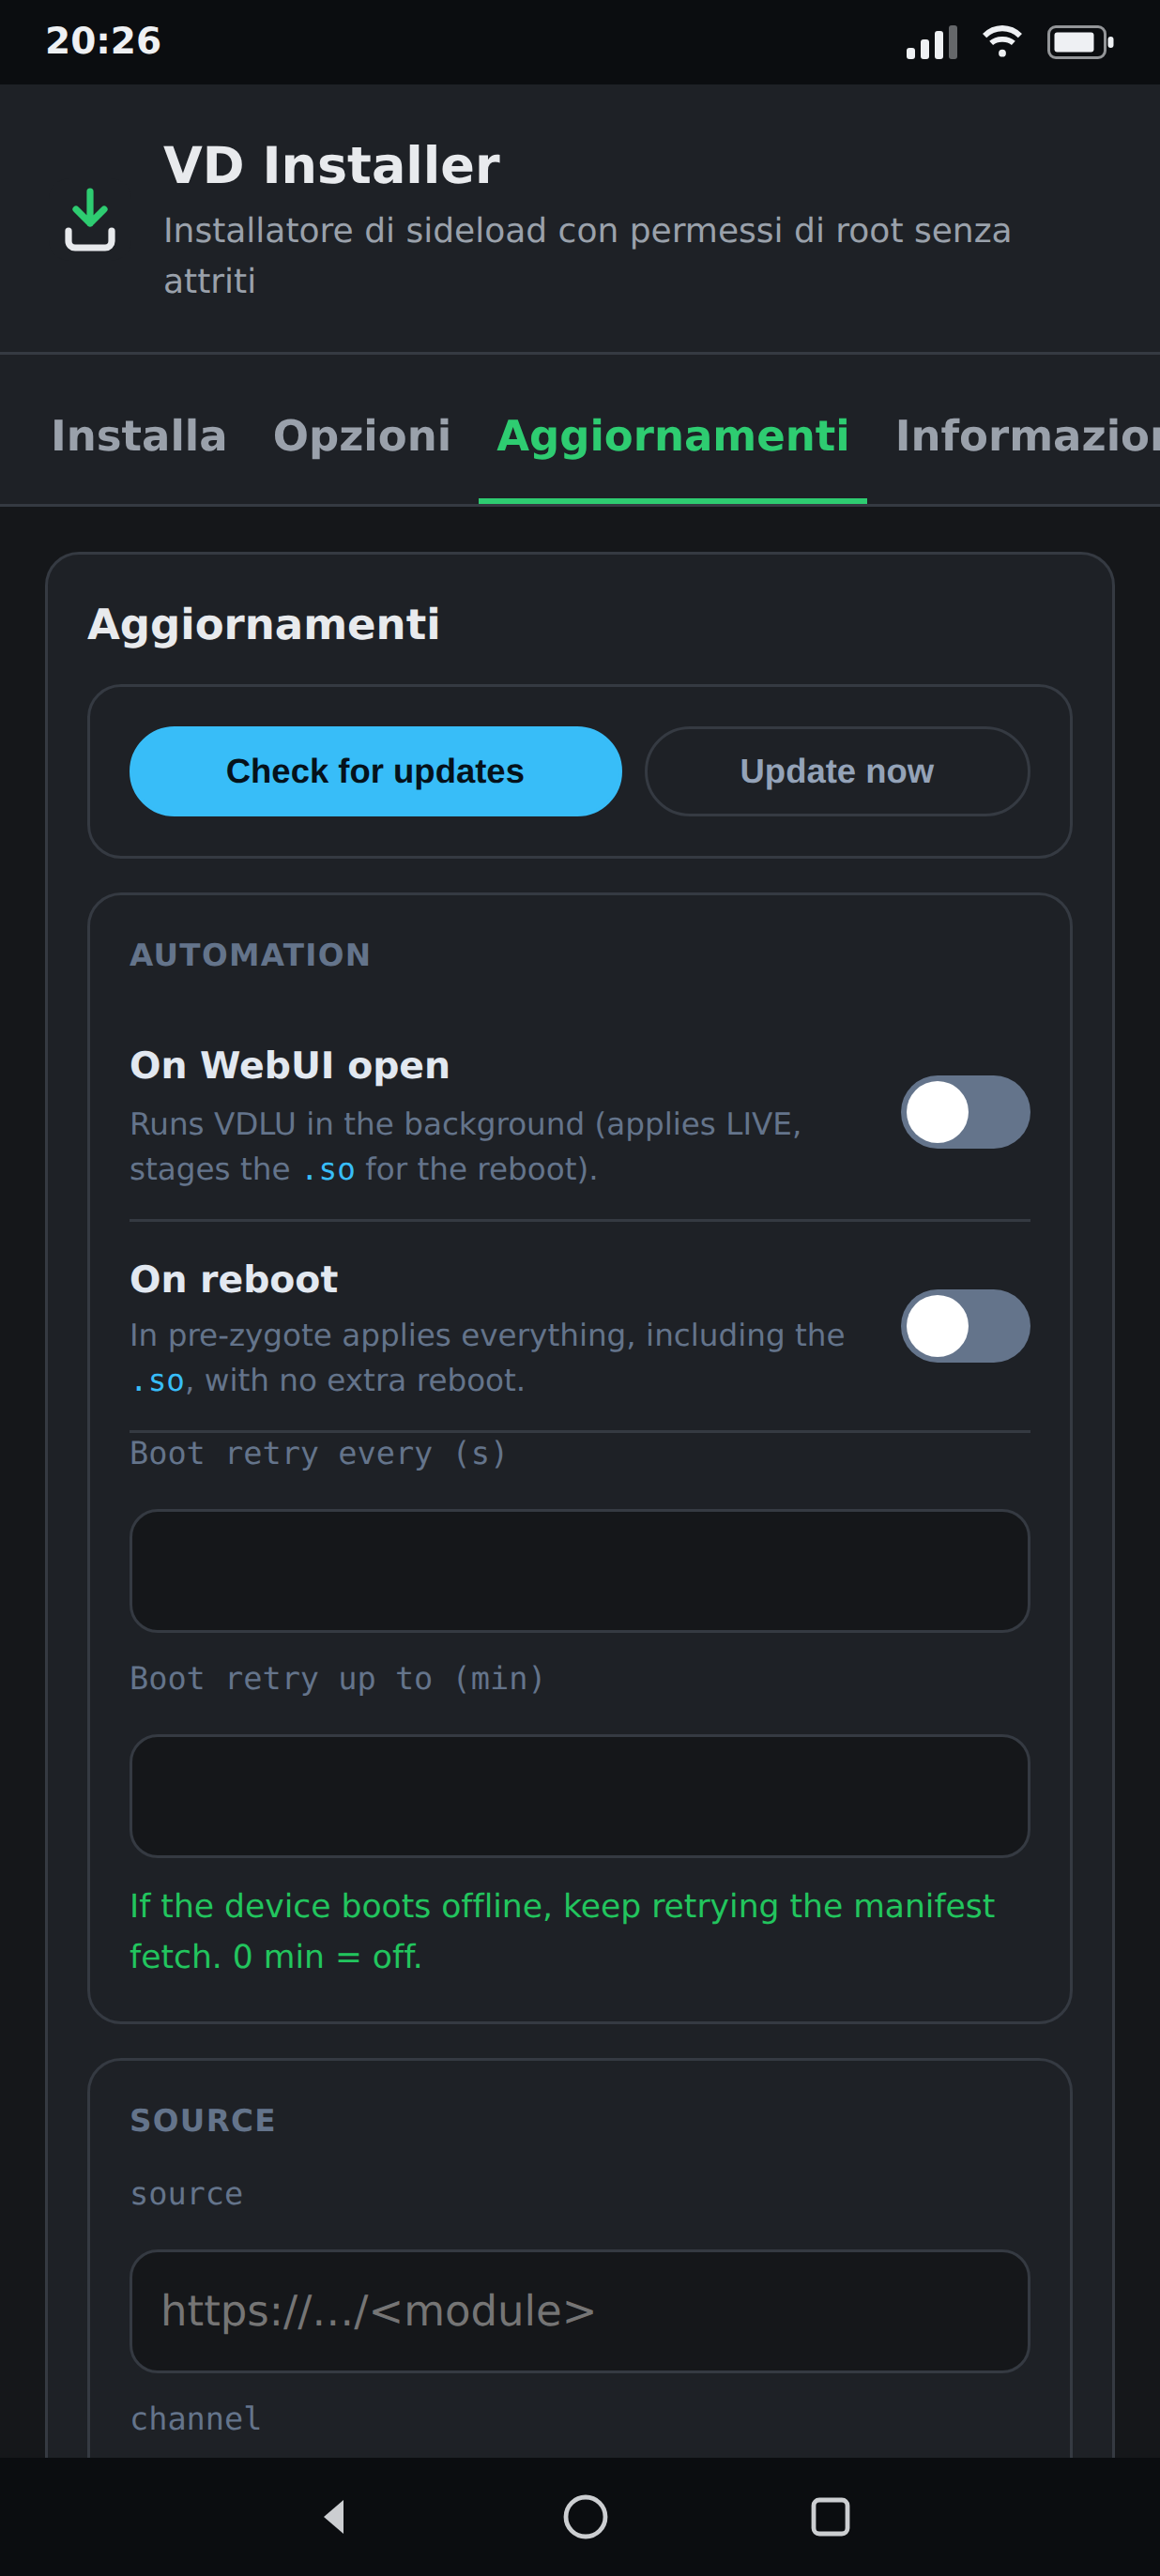 20:26
VD Installer
Installatore di sideload con permessi di root senza
attriti
Installa Opzioni Aggiornamenti Informazion
Aggiornamenti
Check for updates Update now
AUTOMATION
On WebUI open
Runs VDLU in the background (applies LIVE,
stages the .so for the reboot).
On reboot
In pre-zygote applies everything, including the
.so, with no extra reboot.
Boot retry every (s)
Boot retry up to (min)
If the device boots offline, keep retrying the manifest
fetch. 0 min = off.
SOURCE
source
https://…/<module>
channel